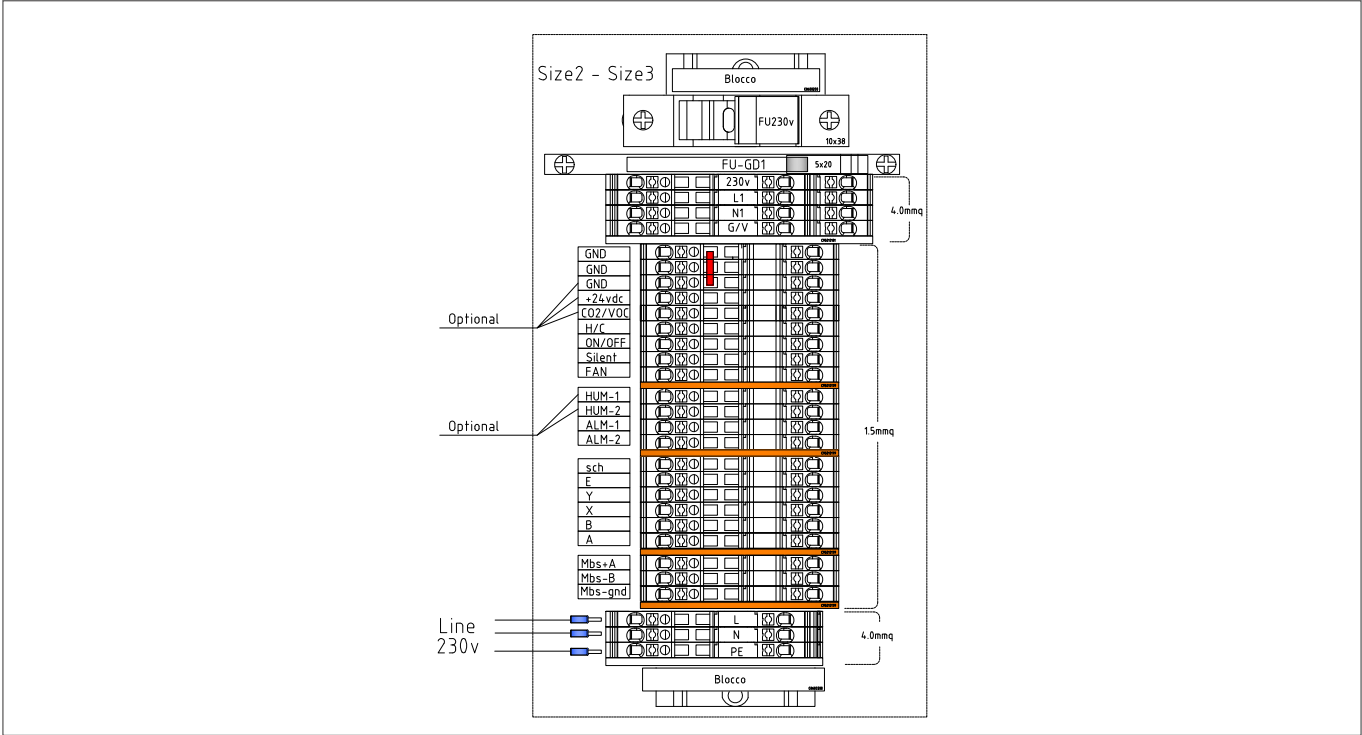 Size2 - Size3
Blocco
FU230v
10x38
FU-GD1
5x20
230v
L1
N1
G/V
4.0mmq
GND
GND
GND
+24vdc
CO2/VOC
H/C
ON/OFF
Silent
FAN
Optional
HUM-1
HUM-2
ALM-1
ALM-2
Optional
1.5mmq
sch
E
Y
X
B
A
Mbs+A
Mbs-B
Mbs-gnd
Line
230v
L
N
PE
4.0mmq
Blocco